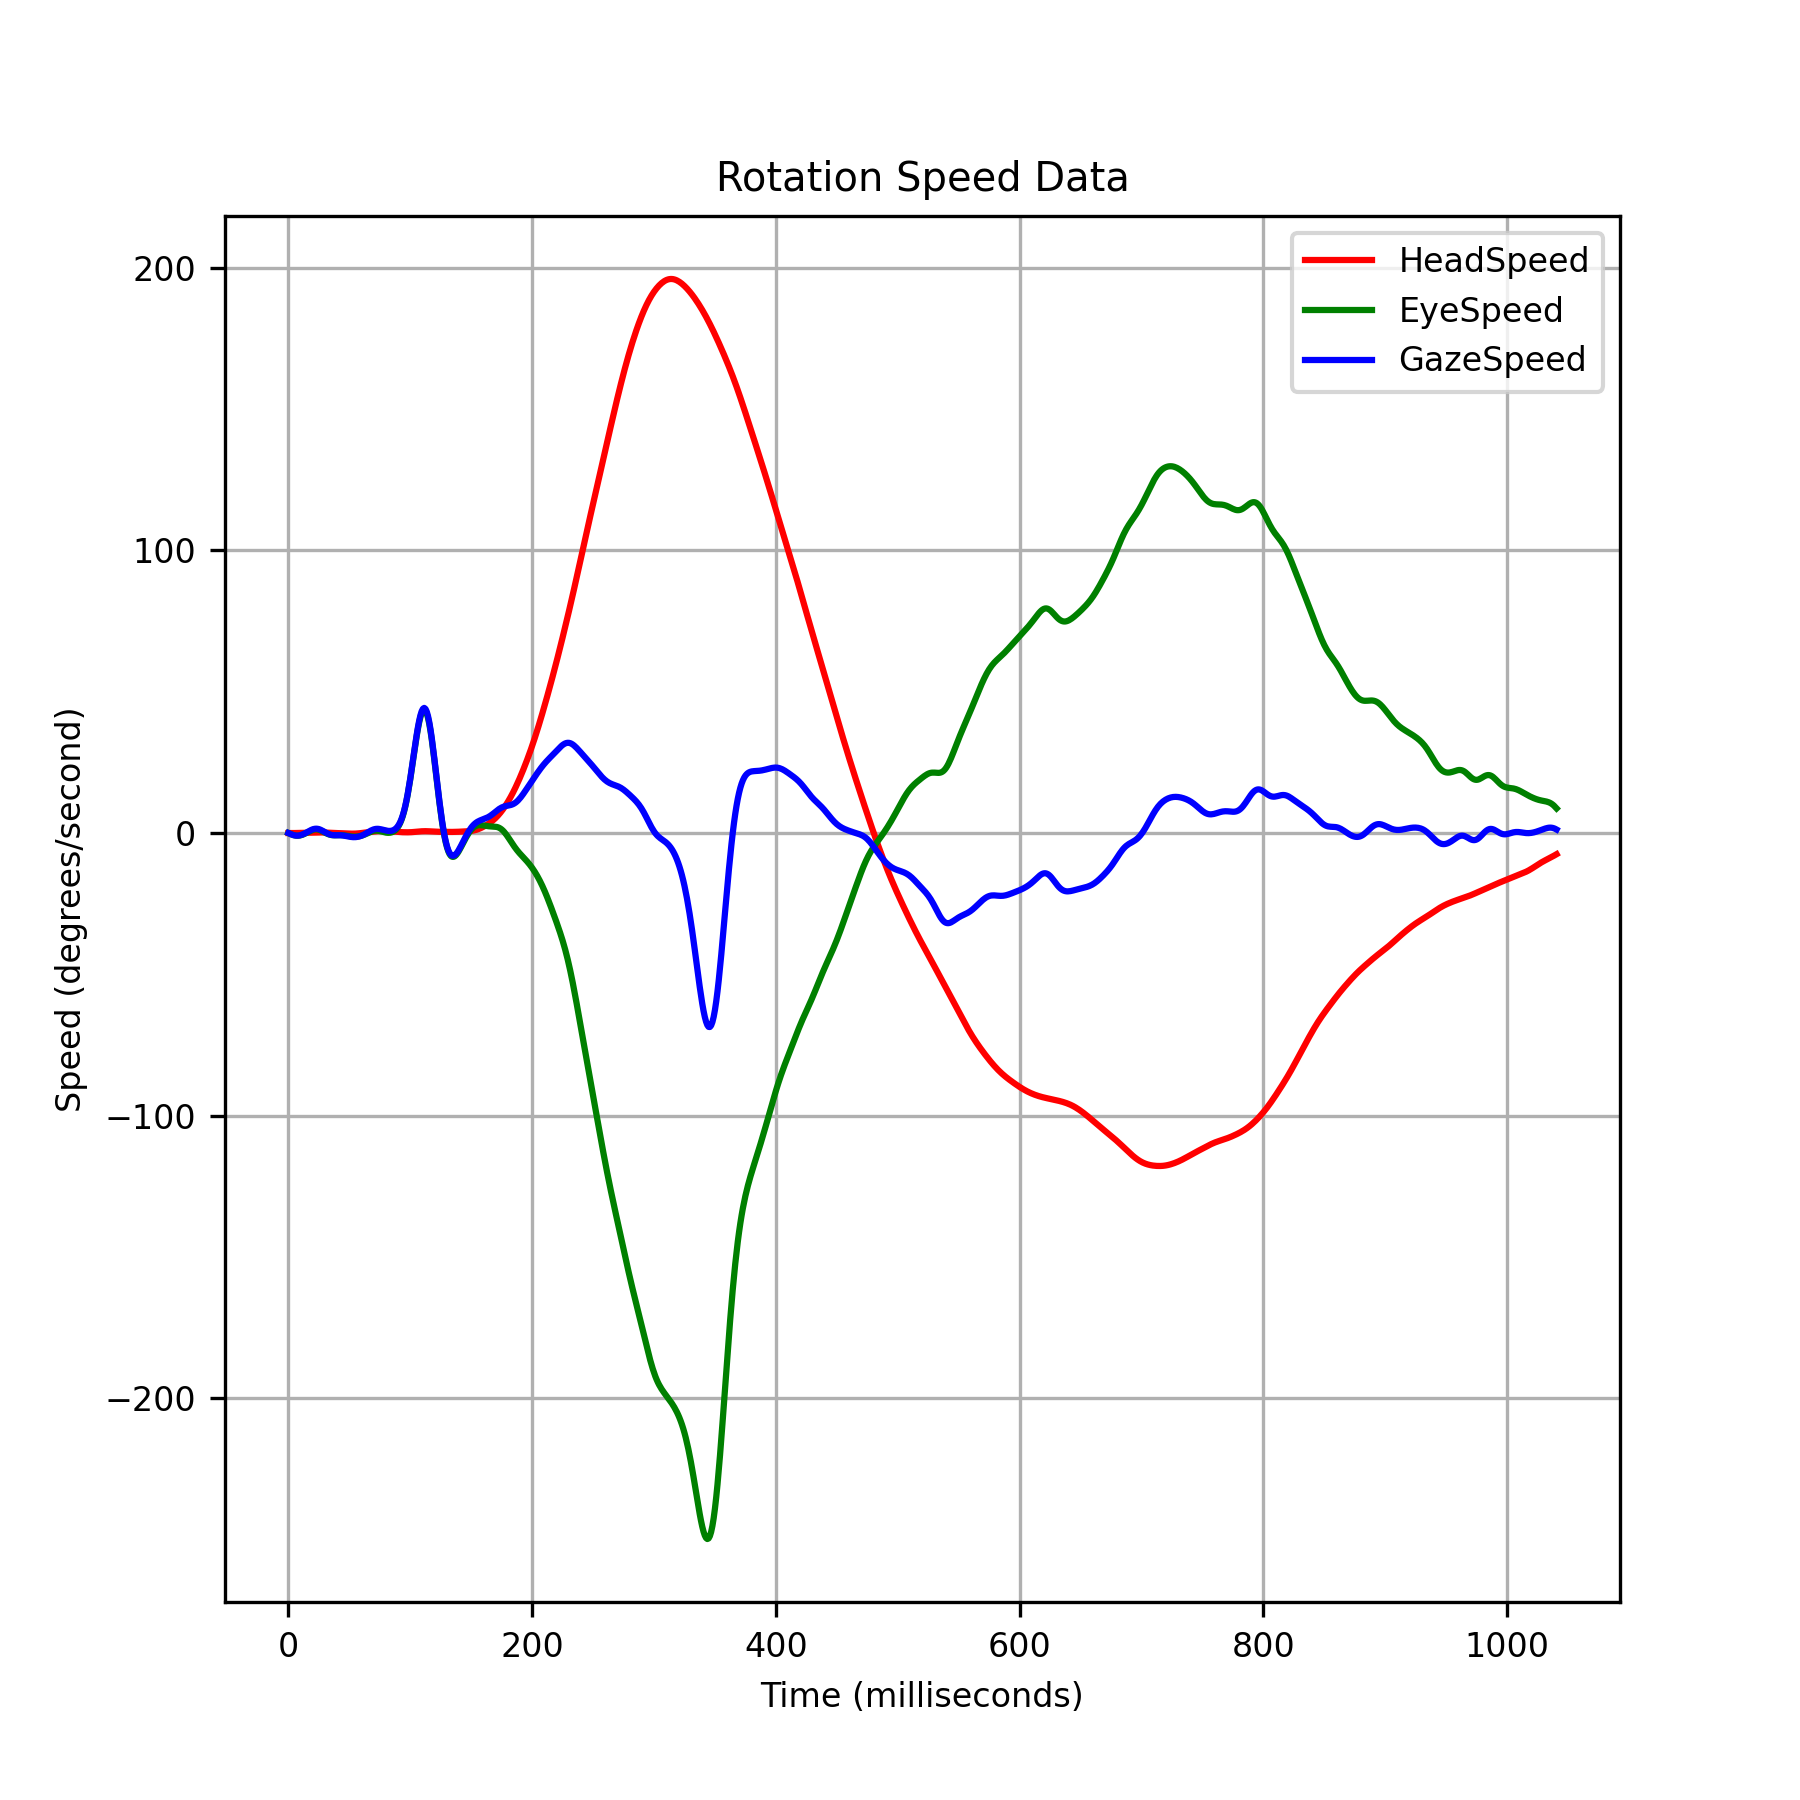 Rotation Speed Data
HeadSpeed
EyeSpeed
GazeSpeed
200
100
0
−100
−200
Speed (degrees/second)
0 200 400 600 800 1000
Time (milliseconds)